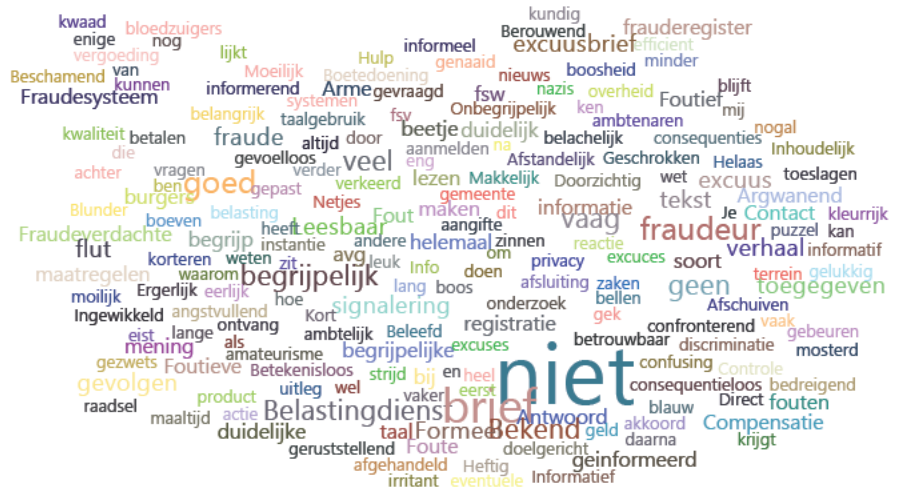 kundig
kwaad bloedzuigers Berouwend frauderegister
enige nog informeel excuusbrief efficient
vergoeding lijkt Hulp genaaid minder
Beschamend van Moeilijk Boetedoening nieuws boosheid
kunnen informerend Arme gevraagd fsw nazis overheid blijft
Fraudesysteem systemen Onbegrijpelijk ken Foutief mij
belangrijk taalgebruik fsv ambtenaren
kwaliteit betalen fraude altijd door beetje duidelijk belachelijk consequenties nogal
die gevoelloos aanmelden na Inhoudelijk
achter vragen veel verder eng Afstandelijk Geschrokken Helaas
ben goed gepast verkeerd lezen Makkelijk Doorzichtig wet excuus toeslagen
burgers Netjes gemeente Argwanend
Blunder boeven belasting Fout maken dit informatie tekst Je Contact kleurrijk
heeft Leesbaar aangifte vaag fraudeur puzzel kan
Fraudeverdachte begrijp instantie andere helemaal zinnen reactie verhaal informatief
flut korteren weten zit avg leuk Info om privacy excuces soort
maatregelen waarom begrijpelijk doen afsluiting zaken geen terrein gelukkig
moilijk Ergerlijk eerlijk hoe lang boos bellen toegegeven
angstvullend signalering onderzoek Afschuiven
Ingewikkeld ontvang Kort gek vaak
eist lange als ambtelijk Beleefd registratie betrouwbaar confronterend gebeuren
mening amateurisme begrijpelijke excuses discriminatie mosterd
gezwets Foutieve Betekenisloos strijd bij en heel niet confusing Controle
gevolgen uitleg wel eerst consequentieloos bedreigend
raadsel product vaker brief blauw Direct fouten
maaltijd actie Belastingdiens Antwoord akkoord Compensatie
duidelijke taal Formeel Bekend geld daarna krijgt
geruststellend Foute doelgericht
afgehandeld Heftig geinformeerd
irritant eventuele Informatief